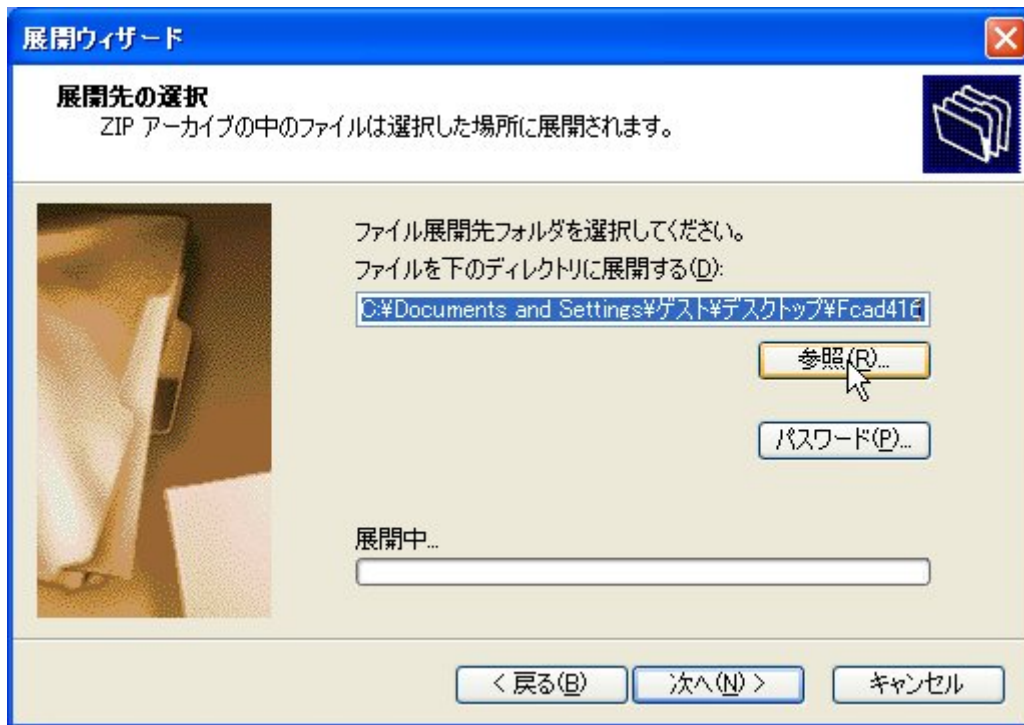 展開ウィザード
展開先の選択
ZIP アーカイブの中のファイルは選択した場所に展開されます。
ファイル展開先フォルダを選択してください。
ファイルを下のディレクトリに展開する(D):
C:¥Documents and Settings¥ゲスト¥デスクトップ¥Fcad416
参照(R)...
パスワード(P)...
展開中...
< 戻る(B)
次へ(N) >
キャンセル